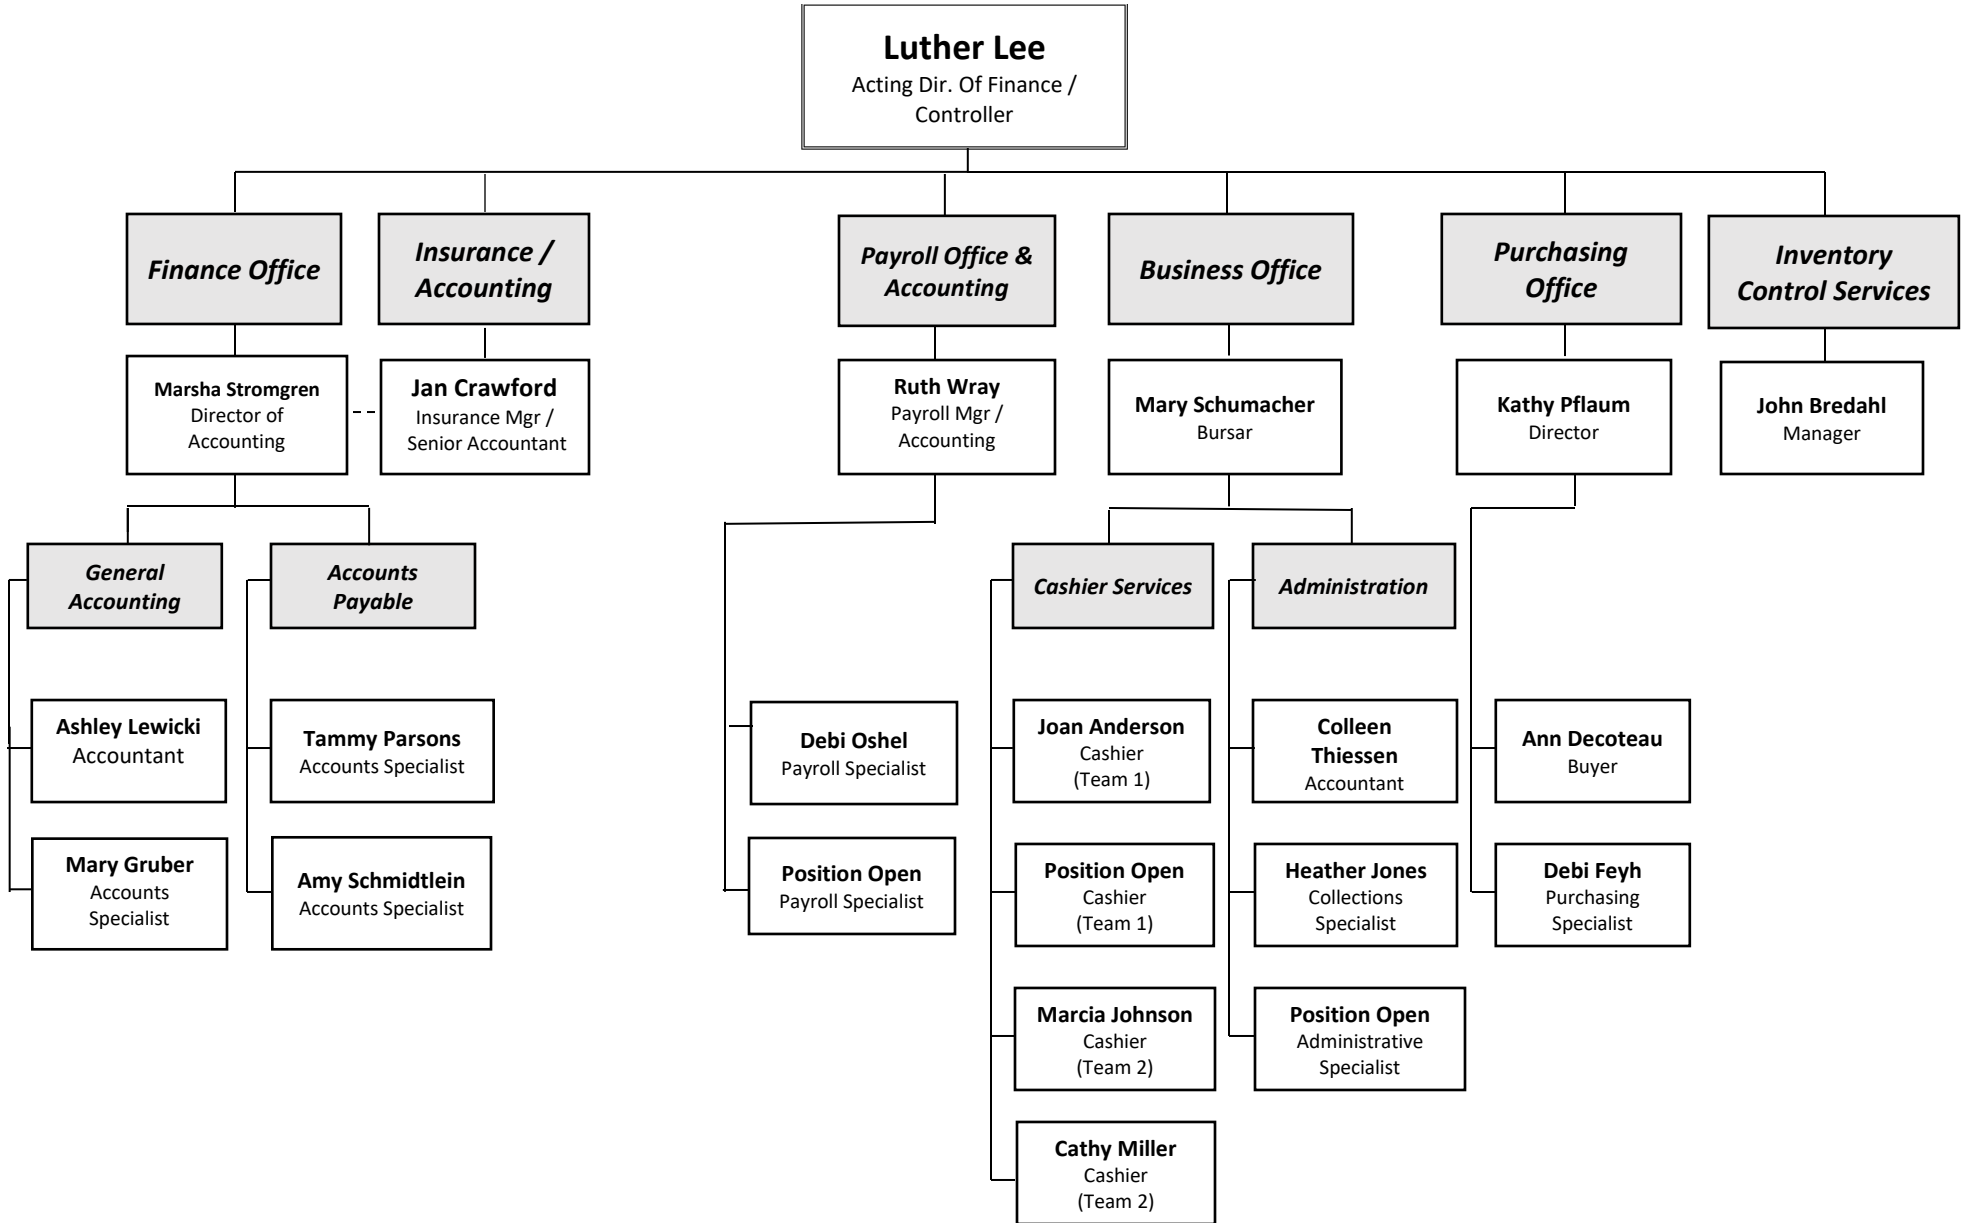 Luther Lee
Acting Dir. Of Finance /
Controller
Finance Office
Insurance /
Accounting
Payroll Office &
Accounting
Business Office
Purchasing
Office
Inventory
Control Services
Marsha Stromgren
Director of
Accounting
Jan Crawford
Insurance Mgr /
Senior Accountant
Ruth Wray
Payroll Mgr /
Accounting
Mary Schumacher
Bursar
Kathy Pflaum
Director
John Bredahl
Manager
General
Accounting
Accounts
Payable
Cashier Services
Administration
Ashley Lewicki
Accountant
Tammy Parsons
Accounts Specialist
Debi Oshel
Payroll Specialist
Joan Anderson
Cashier
(Team 1)
Colleen
Thiessen
Accountant
Ann Decoteau
Buyer
Mary Gruber
Accounts
Specialist
Amy Schmidtlein
Accounts Specialist
Position Open
Payroll Specialist
Position Open
Cashier
(Team 1)
Heather Jones
Collections
Specialist
Debi Feyh
Purchasing
Specialist
Marcia Johnson
Cashier
(Team 2)
Position Open
Administrative
Specialist
Cathy Miller
Cashier
(Team 2)